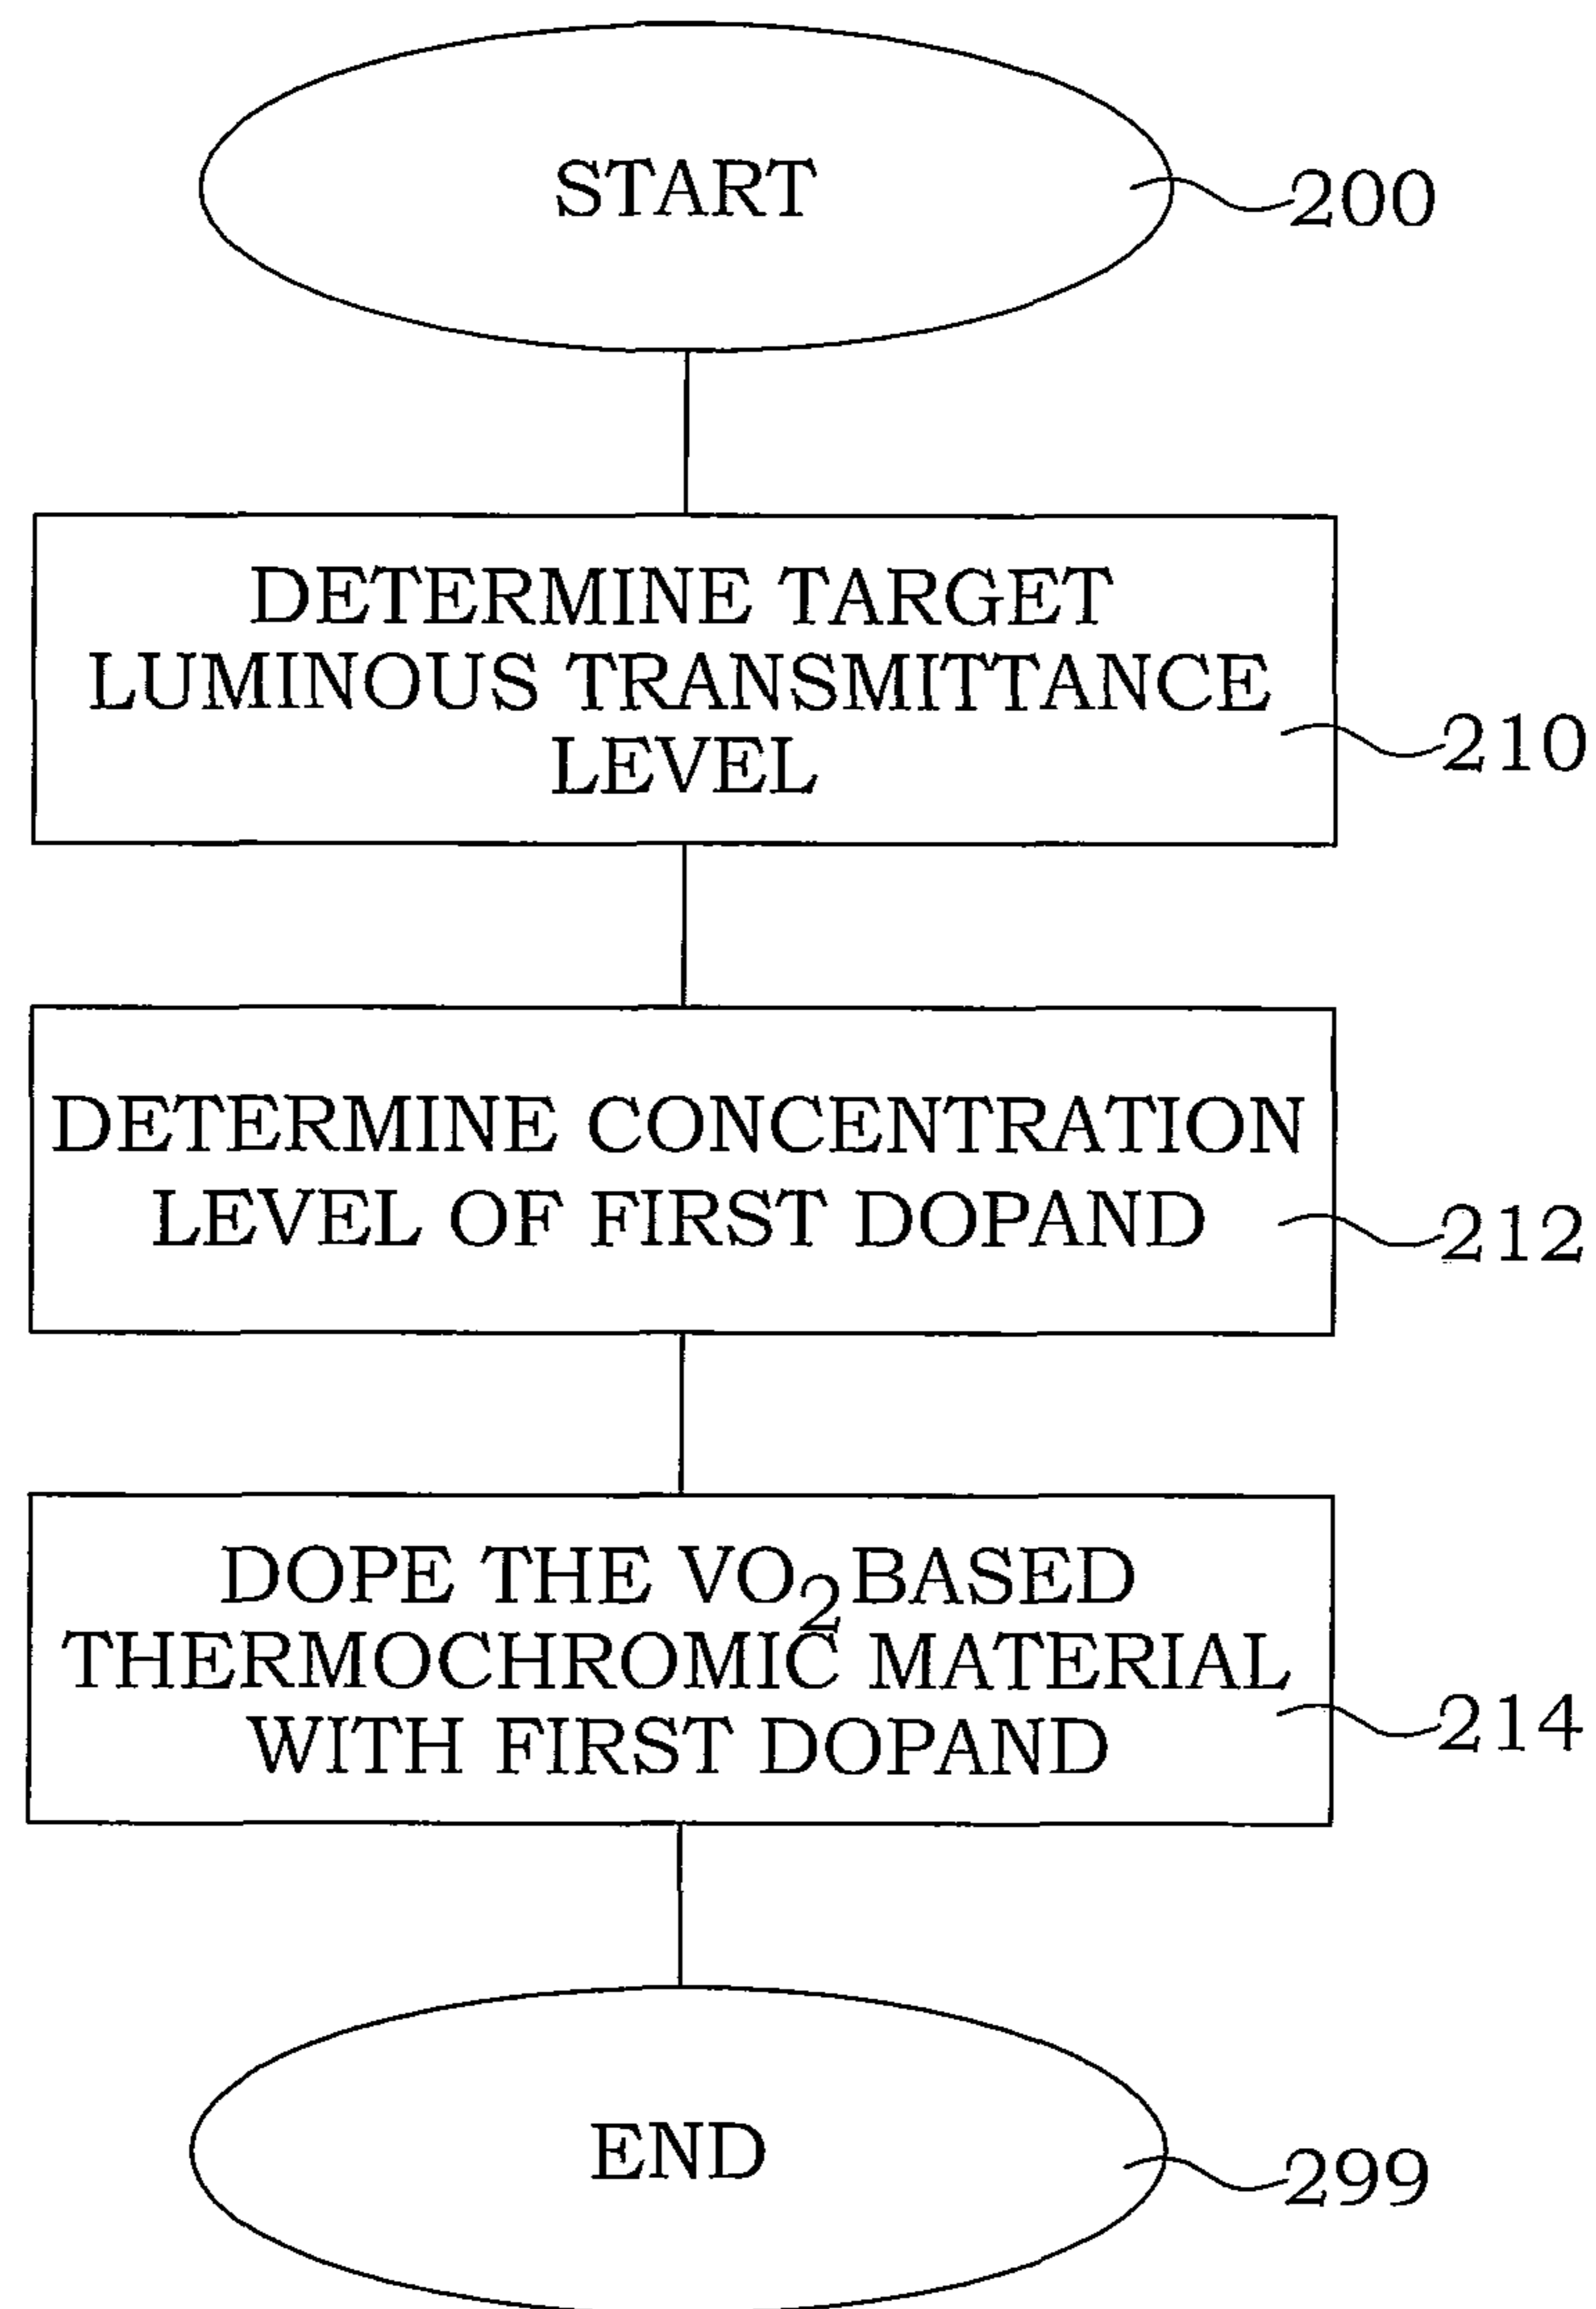 START
200
DETERMINE TARGET
LUMINOUS TRANSMITTANCE
LEVEL
210
DETERMINE CONCENTRATION
LEVEL OF FIRST DOPAND
212
DOPE THE VO2 BASED
THERMOCHROMIC MATERIAL
WITH FIRST DOPAND
214
END
299